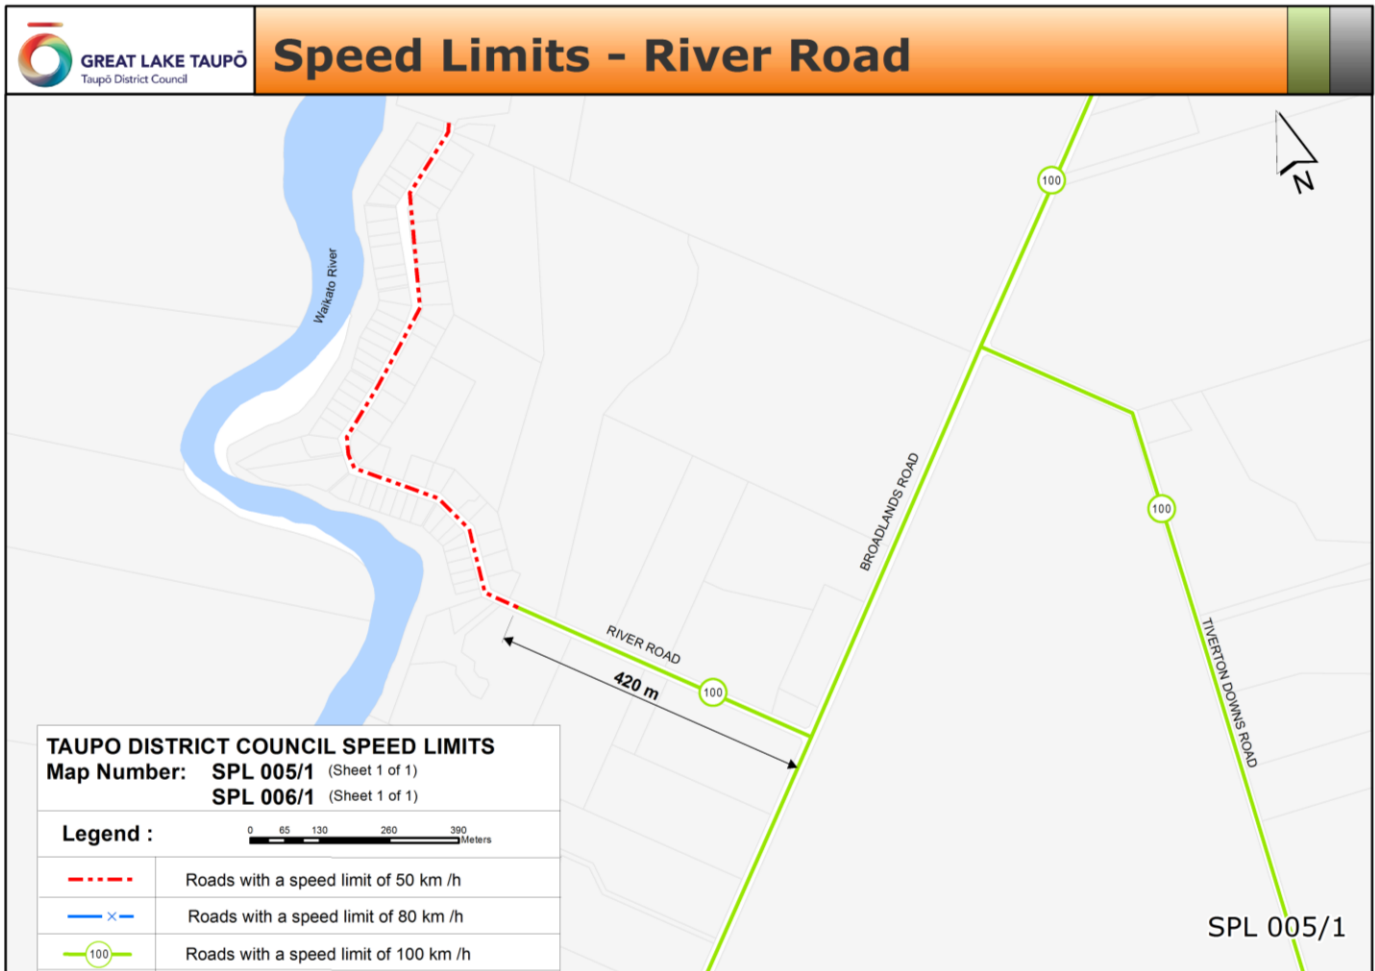 GREAT LAKE TAUPŌ
Taupō District Council
Speed Limits - River Road
N
100
Waikato River
BROADLANDS ROAD
100
RIVER ROAD
100
420 m
TIVERTON DOWNS ROAD
TAUPO DISTRICT COUNCIL SPEED LIMITS
Map Number: SPL 005/1 (Sheet 1 of 1)
SPL 006/1 (Sheet 1 of 1)
Legend :
0 65 130 260 390
Meters
Roads with a speed limit of 50 km /h
Roads with a speed limit of 80 km /h
100 Roads with a speed limit of 100 km /h
SPL 005/1